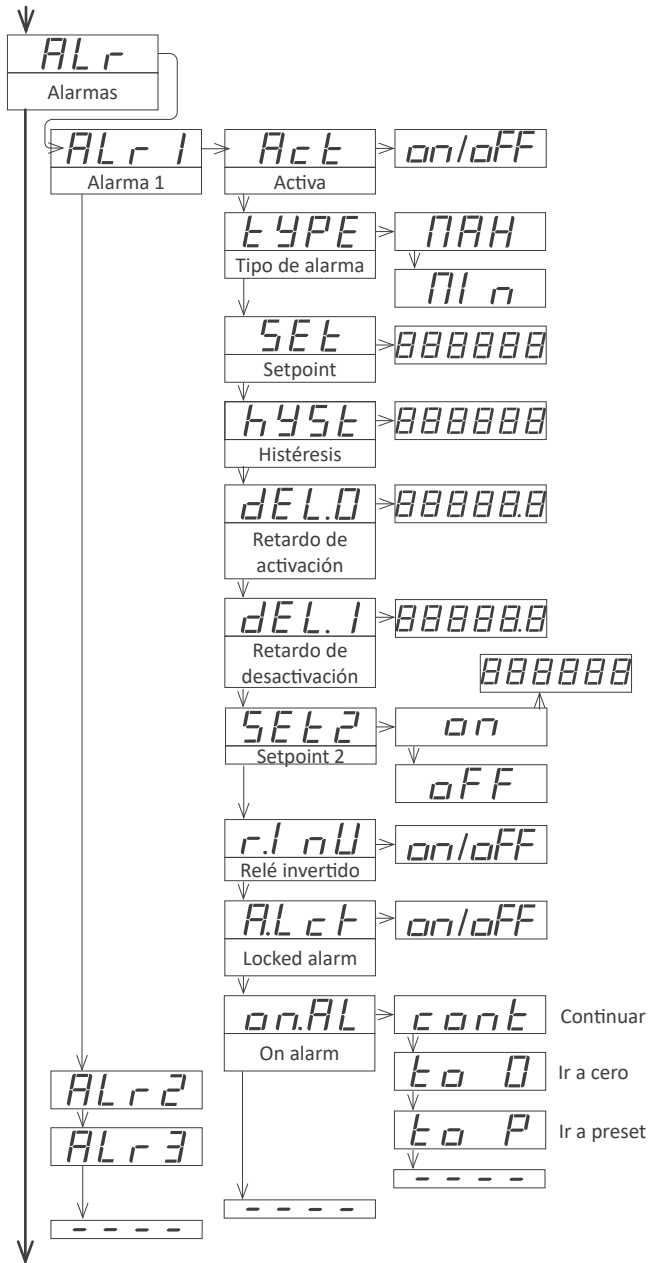 ALr
Alarmas
ALr 1
Alarma 1
Act
Activa
on/oFF
tYPE
Tipo de alarma
MAH
MI n
SEt
Setpoint
888888
hYSt
Histéresis
888888
dEL.0
Retardo de
activación
88888.8
dEL.1
Retardo de
desactivación
88888.8
888888
SEt2
Setpoint 2
on
oFF
r.I nU
Relé invertido
on/oFF
A.Lct
Locked alarm
on/oFF
on.AL
On alarm
cont
Continuar
to 0
Ir a cero
to P
Ir a preset
- - - -
ALr2
ALr3
- - - -
- - - -